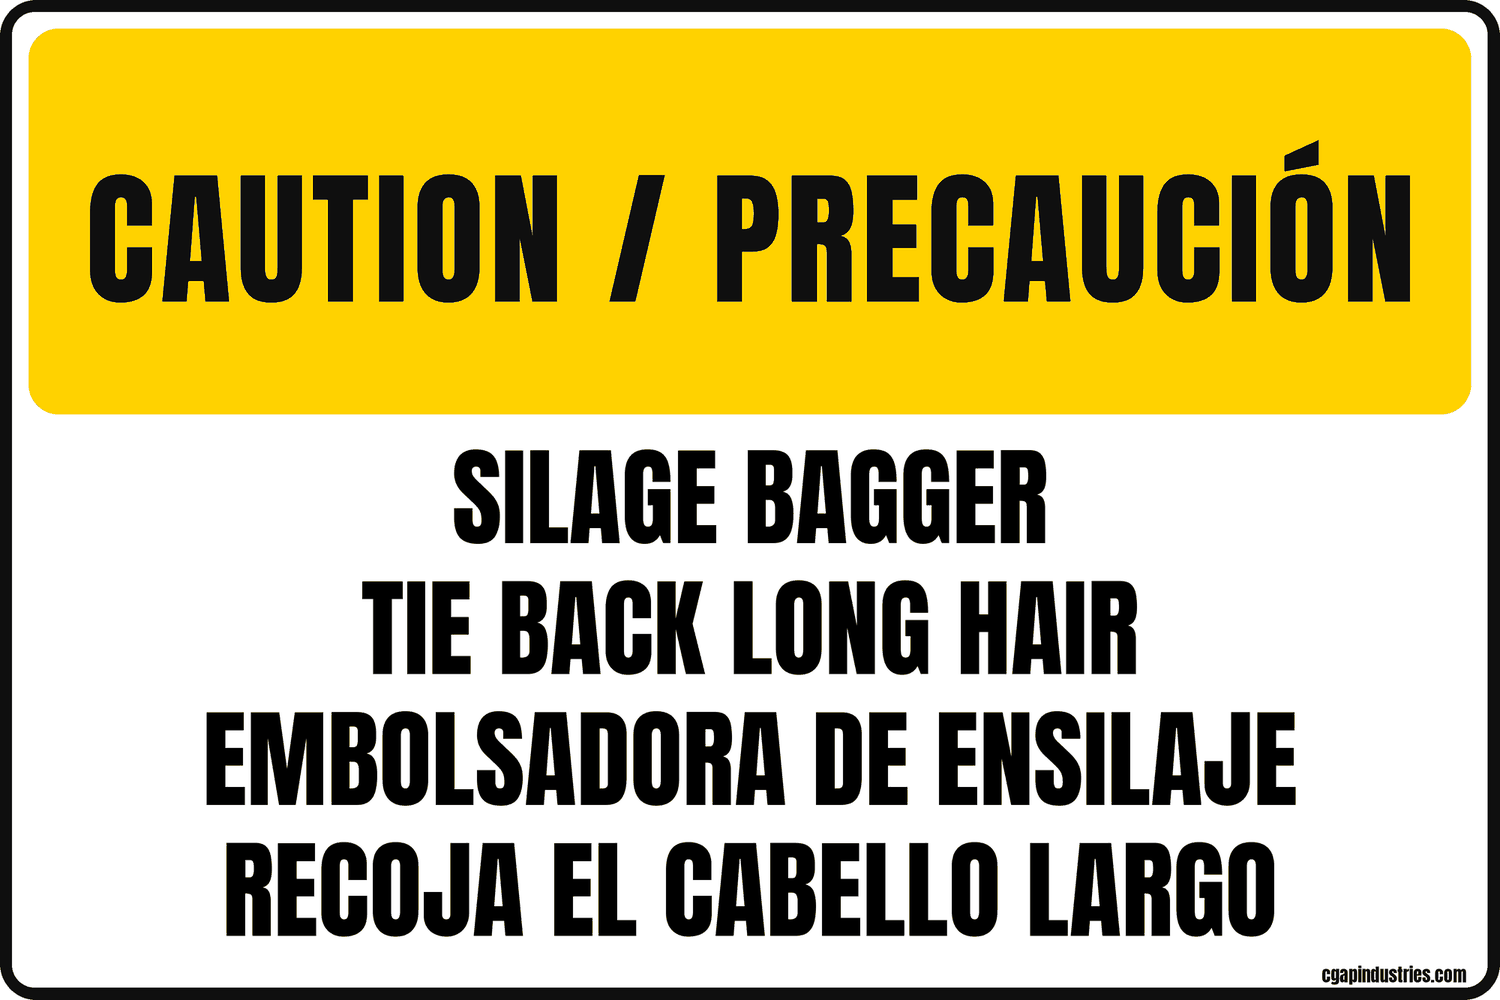 CAUTION / PRECAUCIÓN
SILAGE BAGGER
TIE BACK LONG HAIR
EMBOLSADORA DE ENSILAJE
RECOJA EL CABELLO LARGO
cgapindustries.com